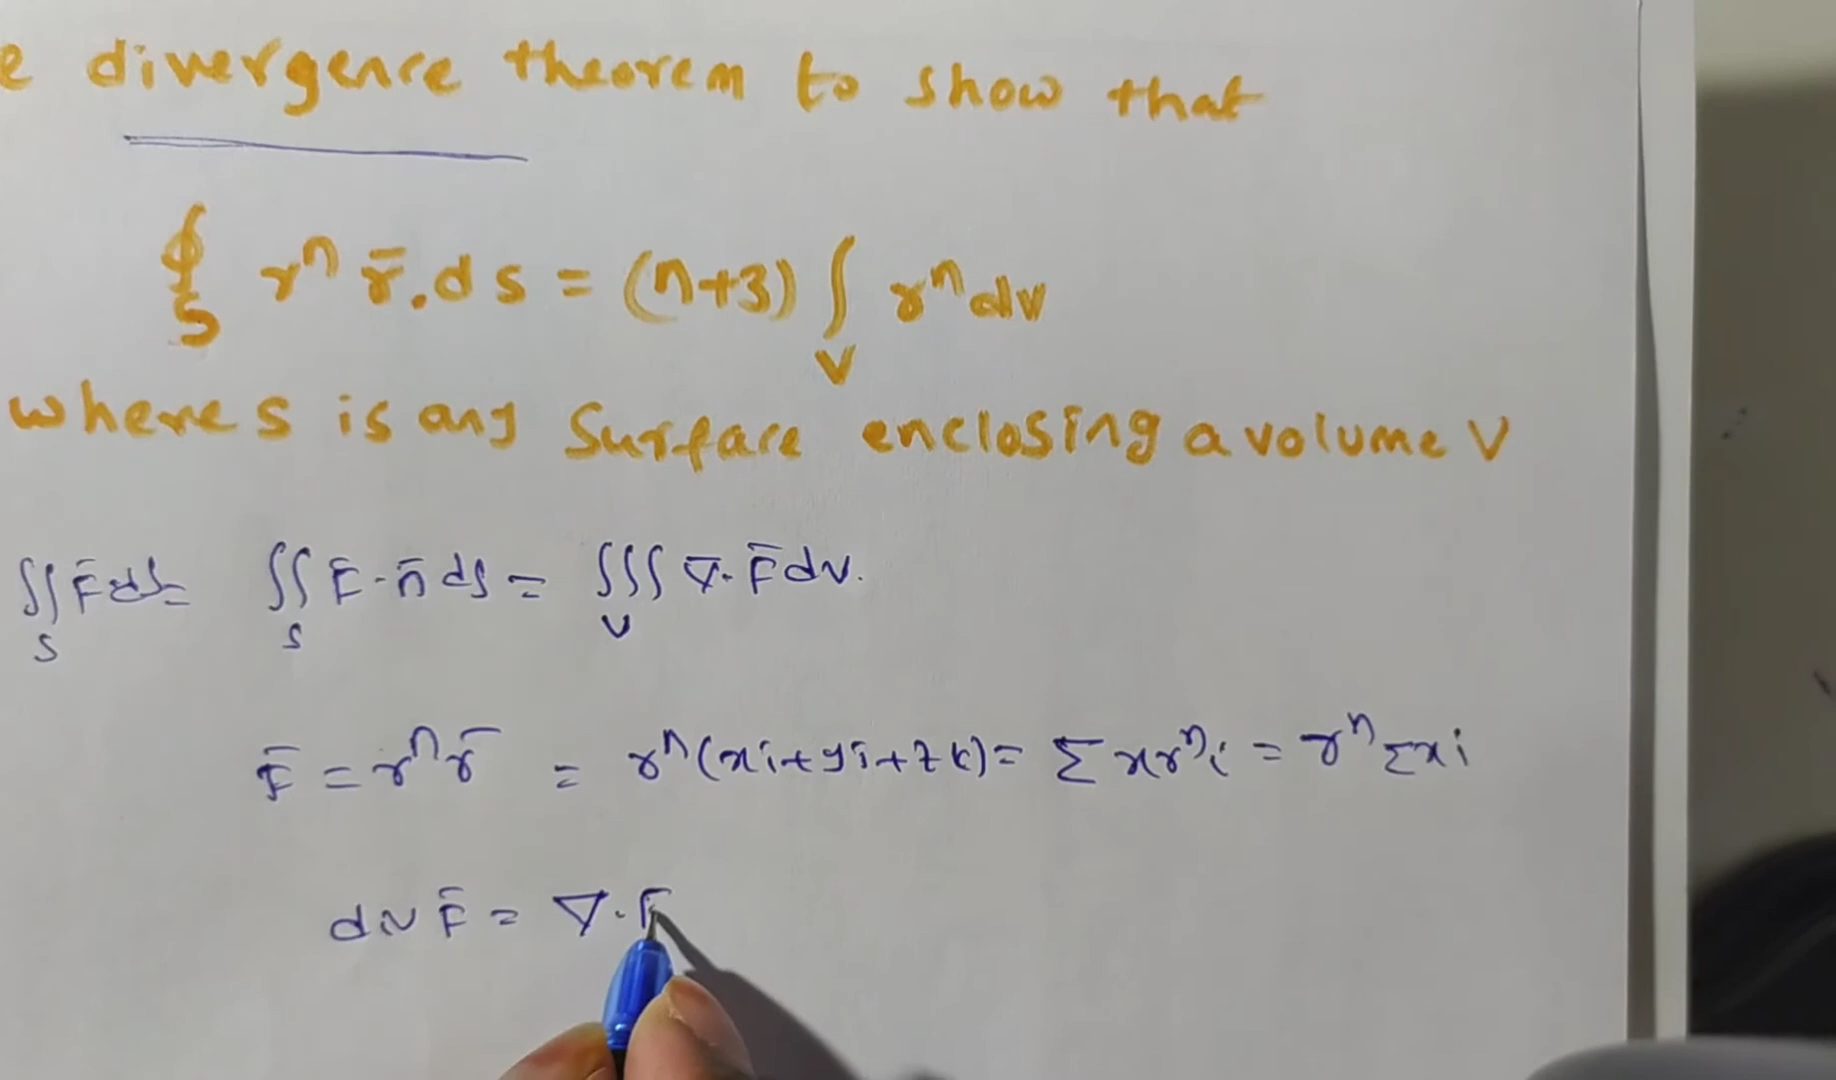 e divergence theorem to show that
∮_S r^n r̄.ds = (n+3) ∫_V r^n dv
where s is any Surface enclosing a volume V
∬_S F̄ ds = ∬_S F̄·n̄ ds = ∭_V ∇·F̄ dv.
F̄ = r^n r̄ = r^n(xi+yj+zk) = Σ x r^n i = r^n Σxi
div F̄ = ∇·F